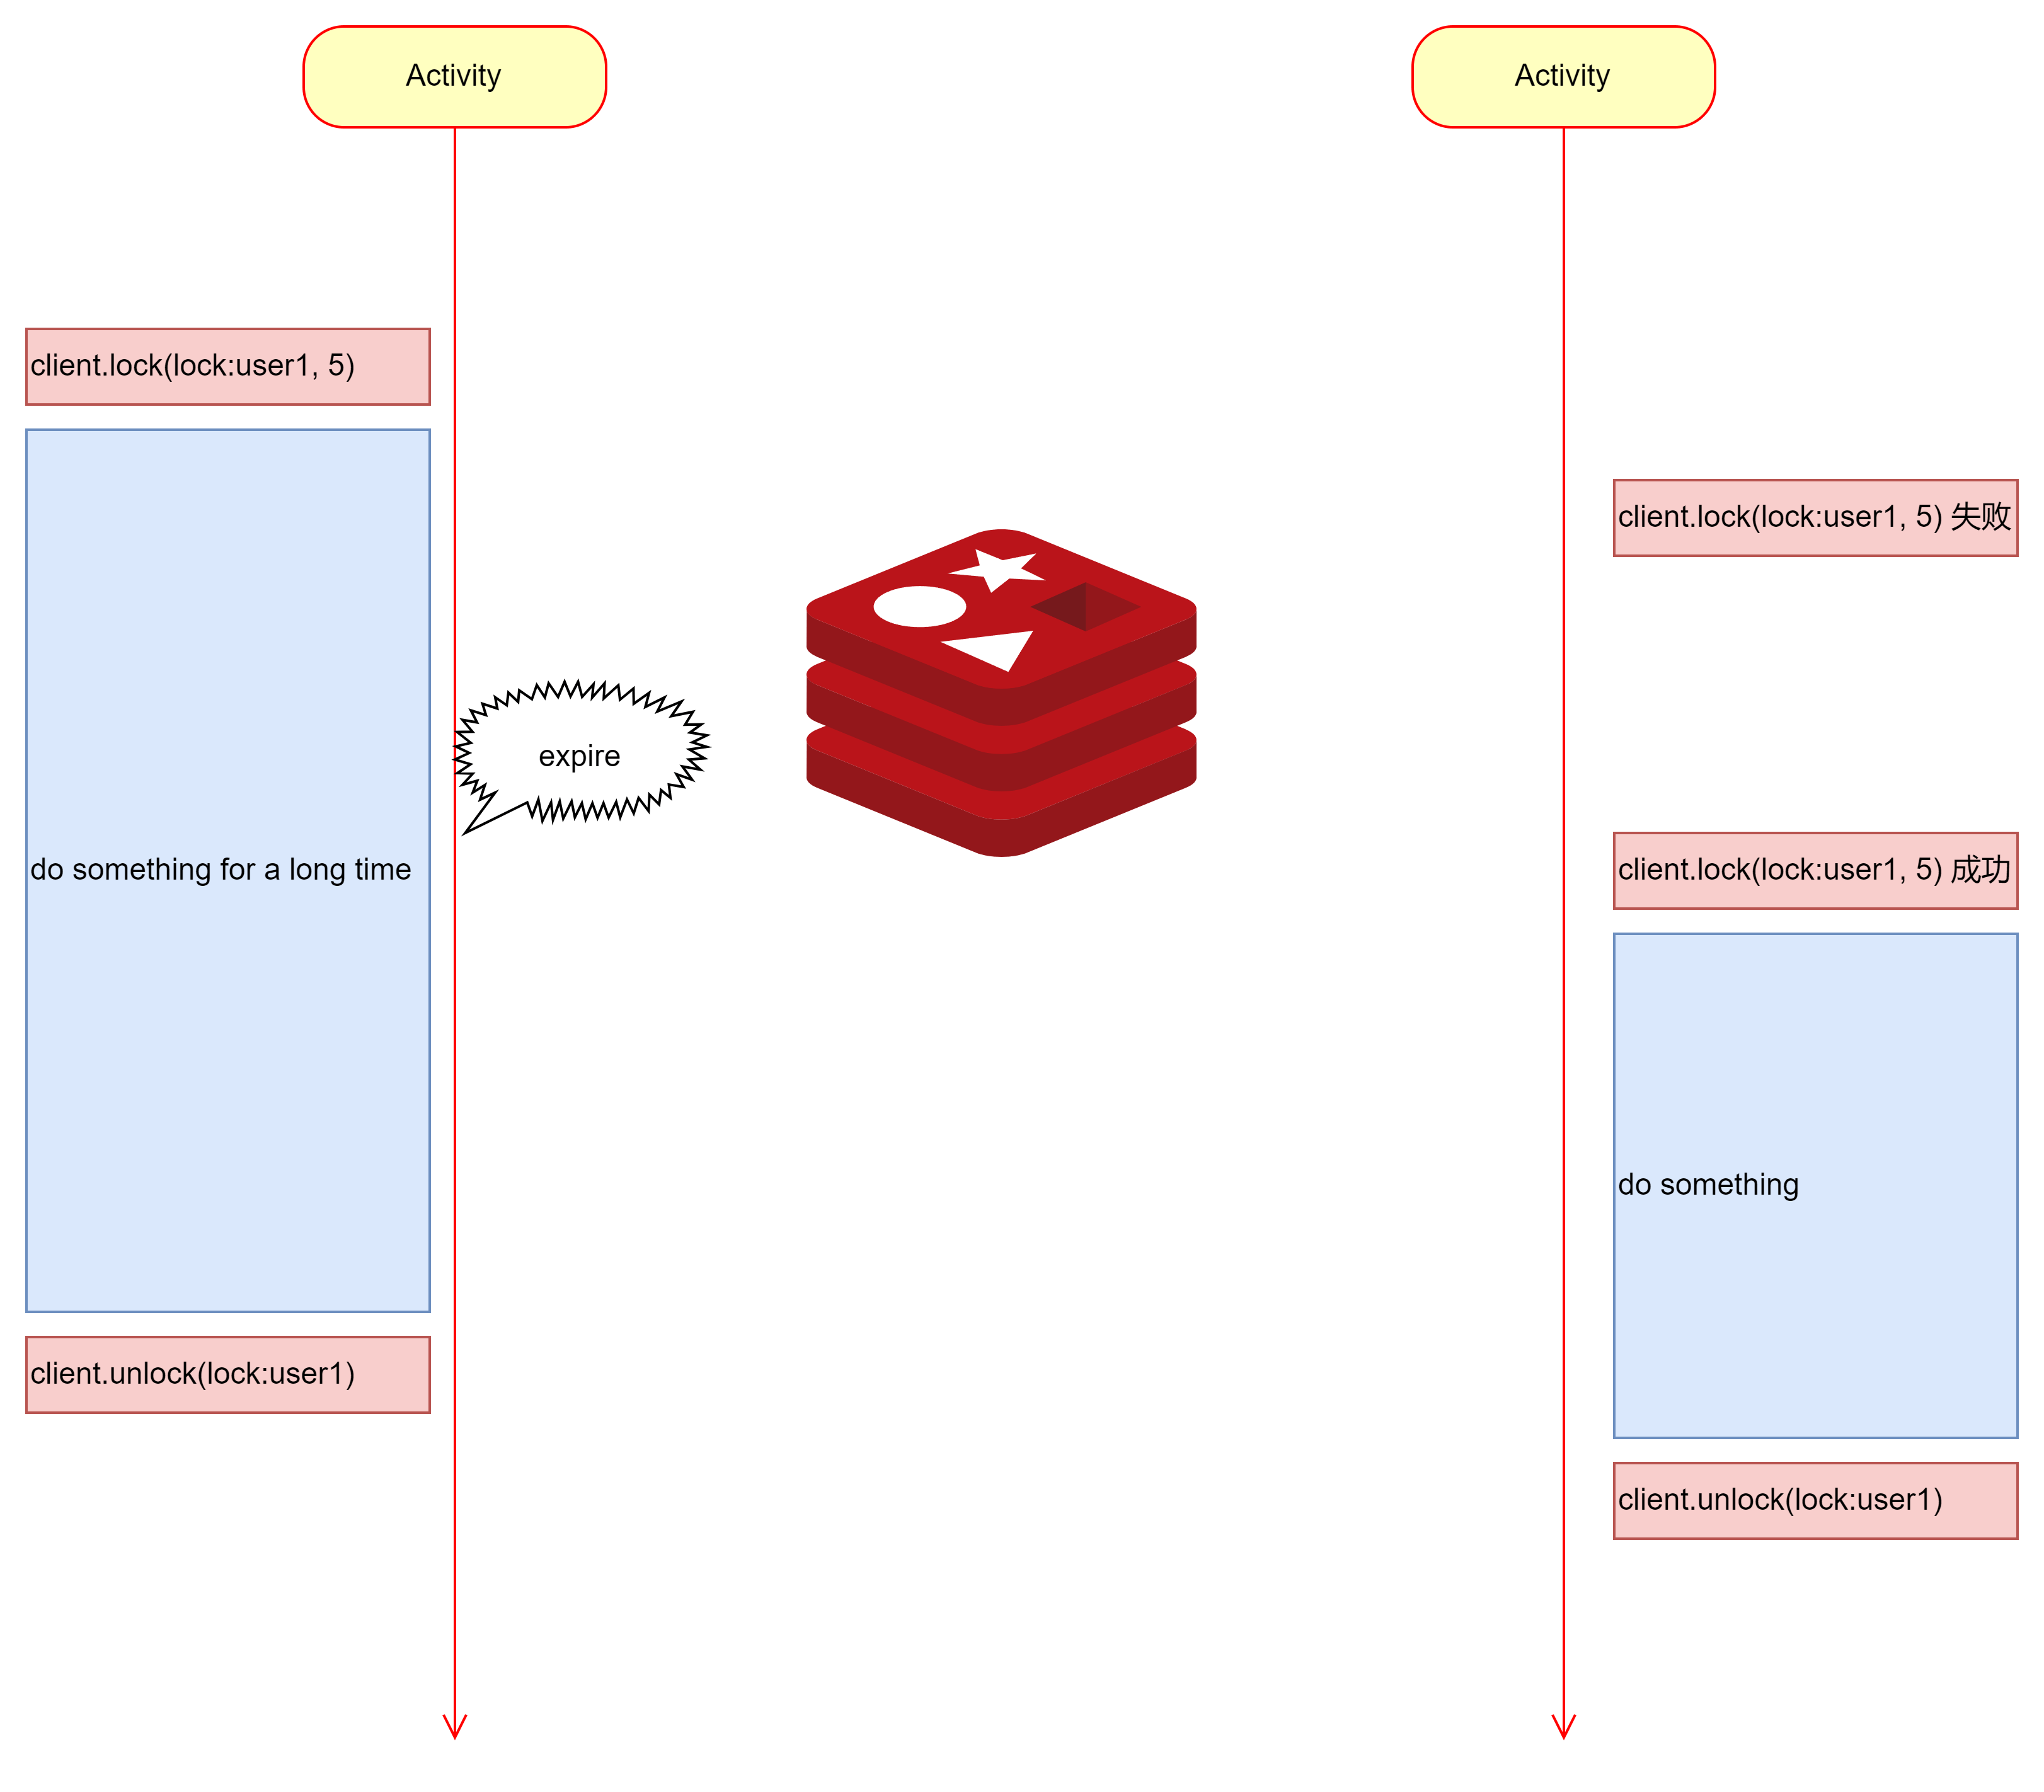 Activity
Activity
client.lock(lock:user1, 5)
client.lock(lock:user1, 5) 失败
expire
do something for a long time
client.lock(lock:user1, 5) 成功
do something
client.unlock(lock:user1)
client.unlock(lock:user1)